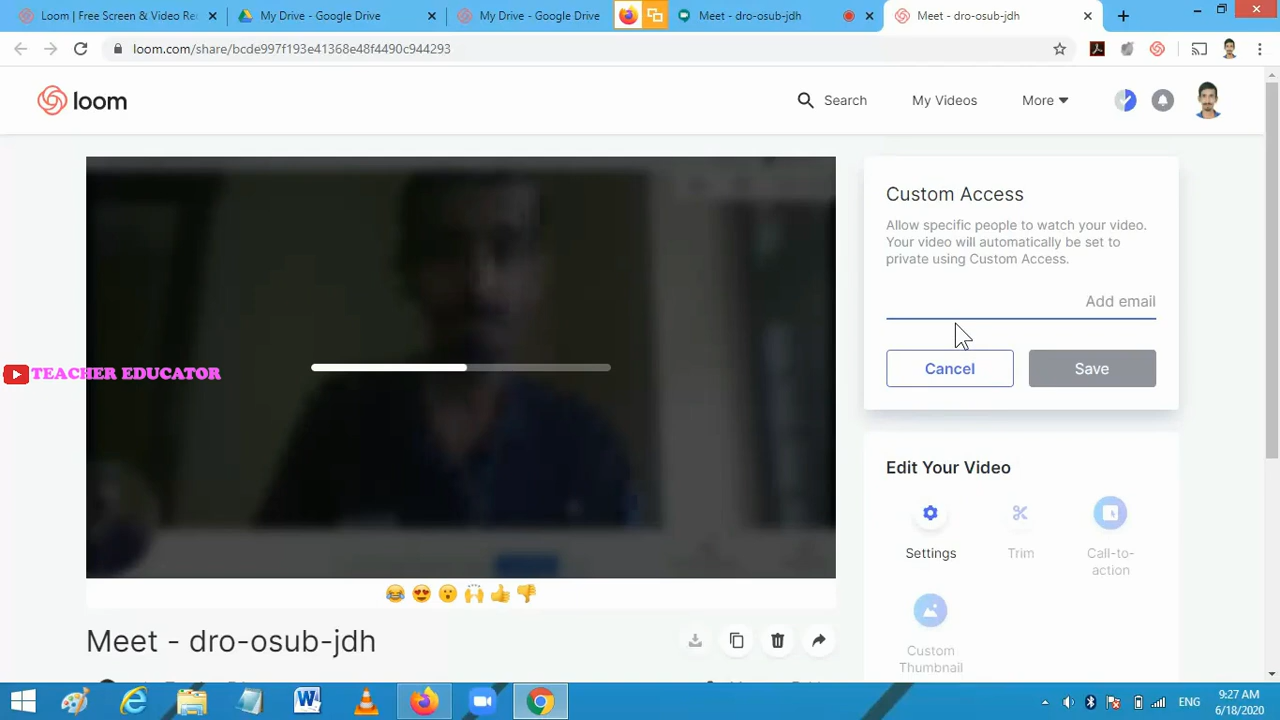 Loom | Free Screen & Video Re
My Drive - Google Drive
My Drive - Google Drive
Meet - dro-osub-jdh
Meet - dro-osub-jdh
loom.com/share/bcde997f193e41368e48f4490c944293
loom
Search
My Videos
More
Custom Access
Allow specific people to watch your video.
Your video will automatically be set to
private using Custom Access.
Add email
Cancel
Save
TEACHER EDUCATOR
Edit Your Video
Settings
Trim
Call-to-
action
Custom
Thumbnail
Meet - dro-osub-jdh
ENG
9:27 AM
6/18/2020